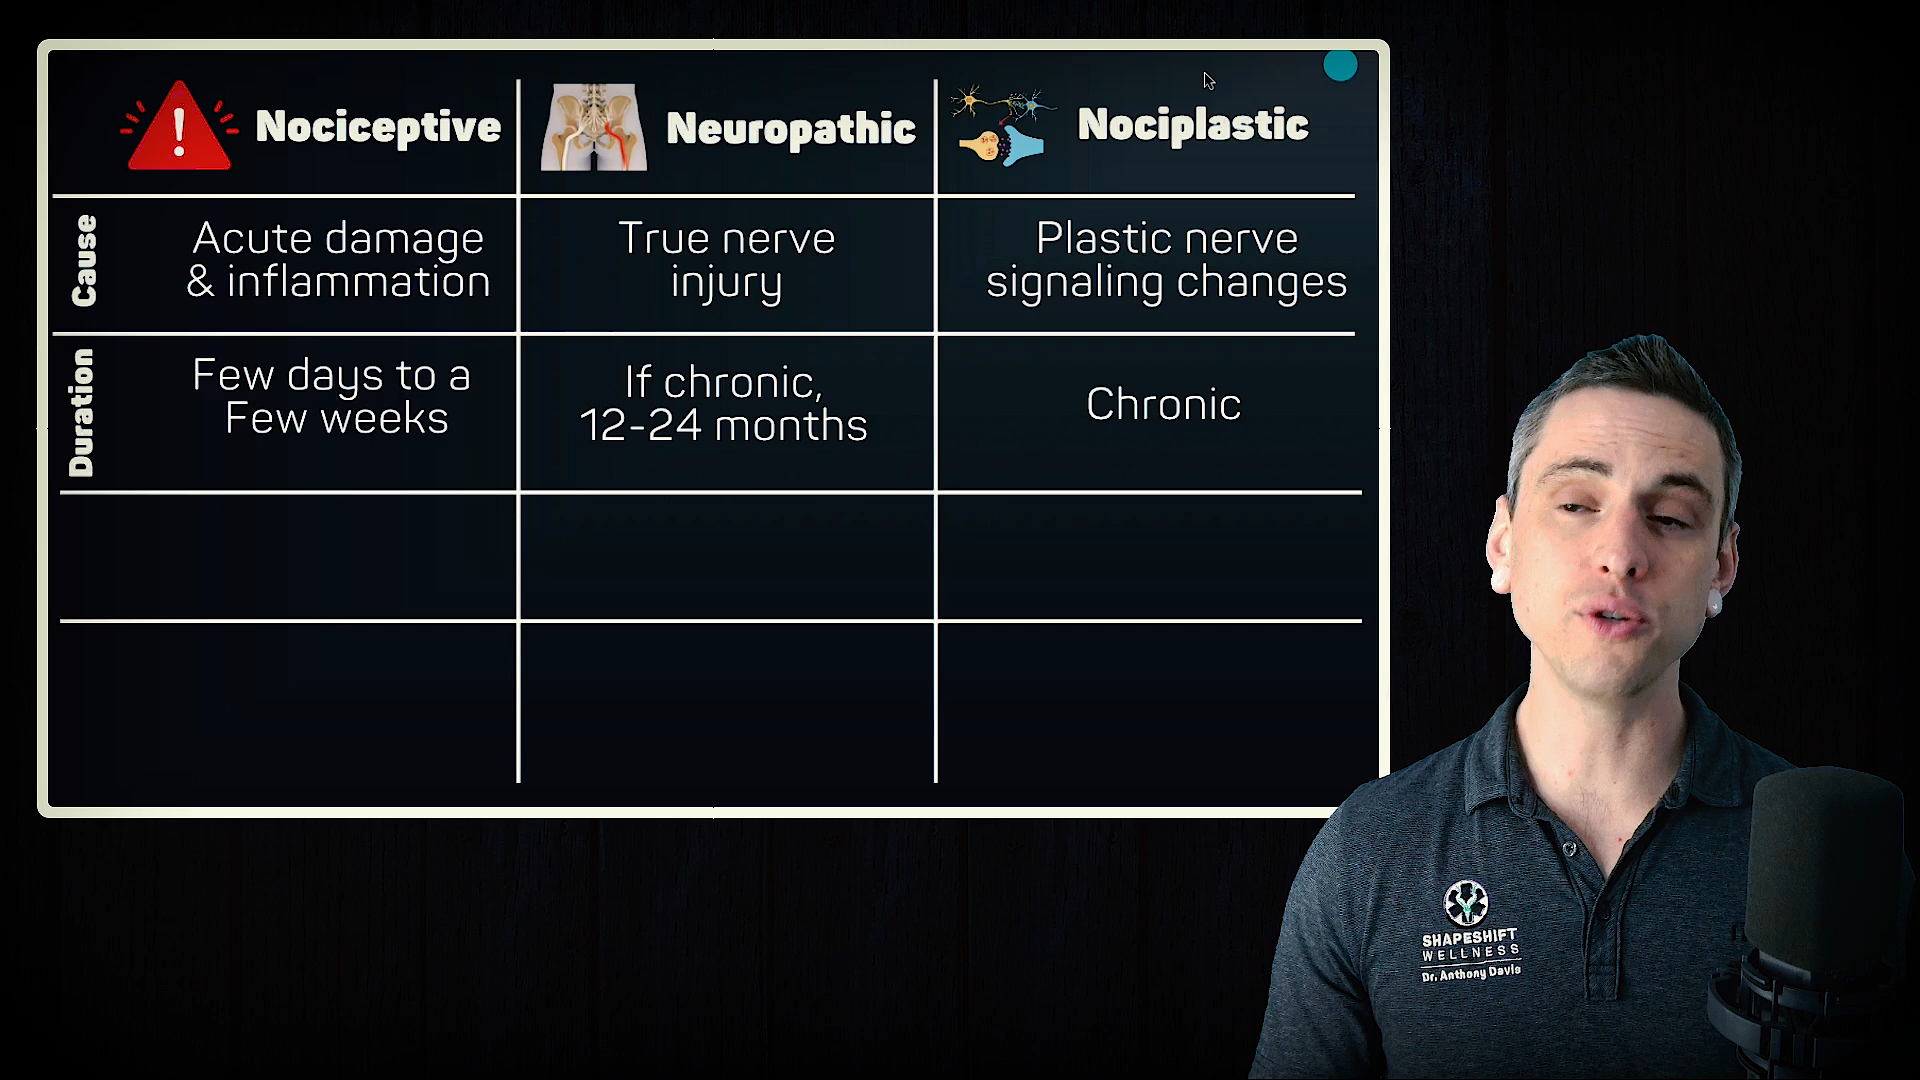 Nociceptive
Neuropathic
Nociplastic
Cause
Acute damage
& inflammation
True nerve
injury
Plastic nerve
signaling changes
Duration
Few days to a
Few weeks
If chronic,
12-24 months
Chronic
SHAPESHIFT
WELLNESS
Dr. Anthony Davis